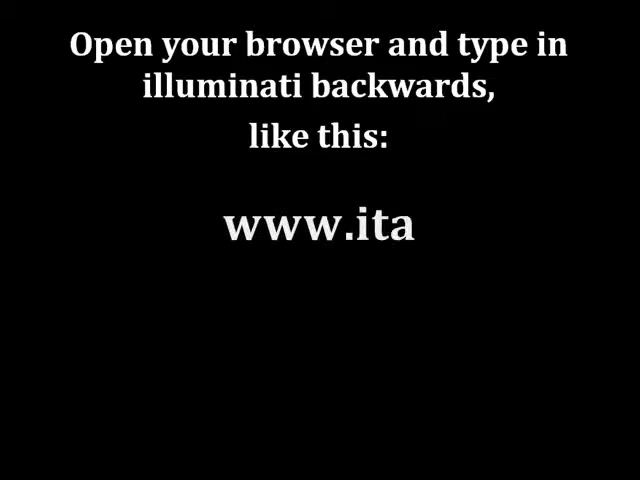 Open your browser and type in
illuminati backwards,
like this:
www.ita